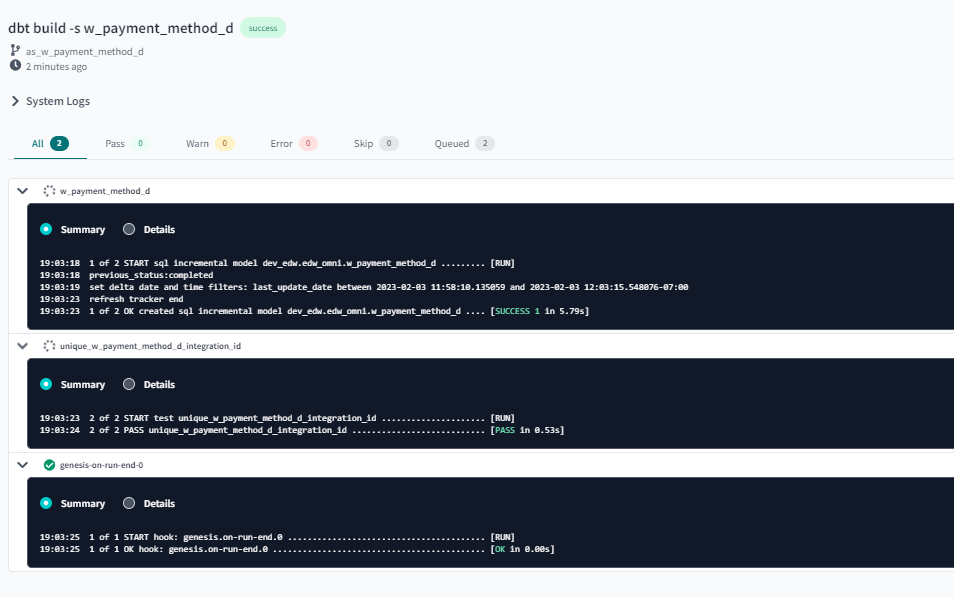 dbt build -s w_payment_method_d success
as_w_payment_method_d
2 minutes ago
System Logs
All 2 Pass 0 Warn 0 Error 0 Skip 0 Queued 2
w_payment_method_d
Summary Details
19:03:18 1 of 2 START sql incremental model dev_edw.edw_omni.w_payment_method_d ......... [RUN]
19:03:18 previous_status:completed
19:03:19 set delta date and time filters: last_update_date between 2023-02-03 11:58:10.135059 and 2023-02-03 12:03:15.548076-07:00
19:03:23 refresh tracker end
19:03:23 1 of 2 OK created sql incremental model dev_edw.edw_omni.w_payment_method_d .... [SUCCESS 1 in 5.79s]
unique_w_payment_method_d_integration_id
Summary Details
19:03:23 2 of 2 START test unique_w_payment_method_d_integration_id ..................... [RUN]
19:03:24 2 of 2 PASS unique_w_payment_method_d_integration_id ........................... [PASS in 0.53s]
genesis-on-run-end-0
Summary Details
19:03:25 1 of 1 START hook: genesis.on-run-end.0 ........................................ [RUN]
19:03:25 1 of 1 OK hook: genesis.on-run-end.0 ........................................... [OK in 0.00s]